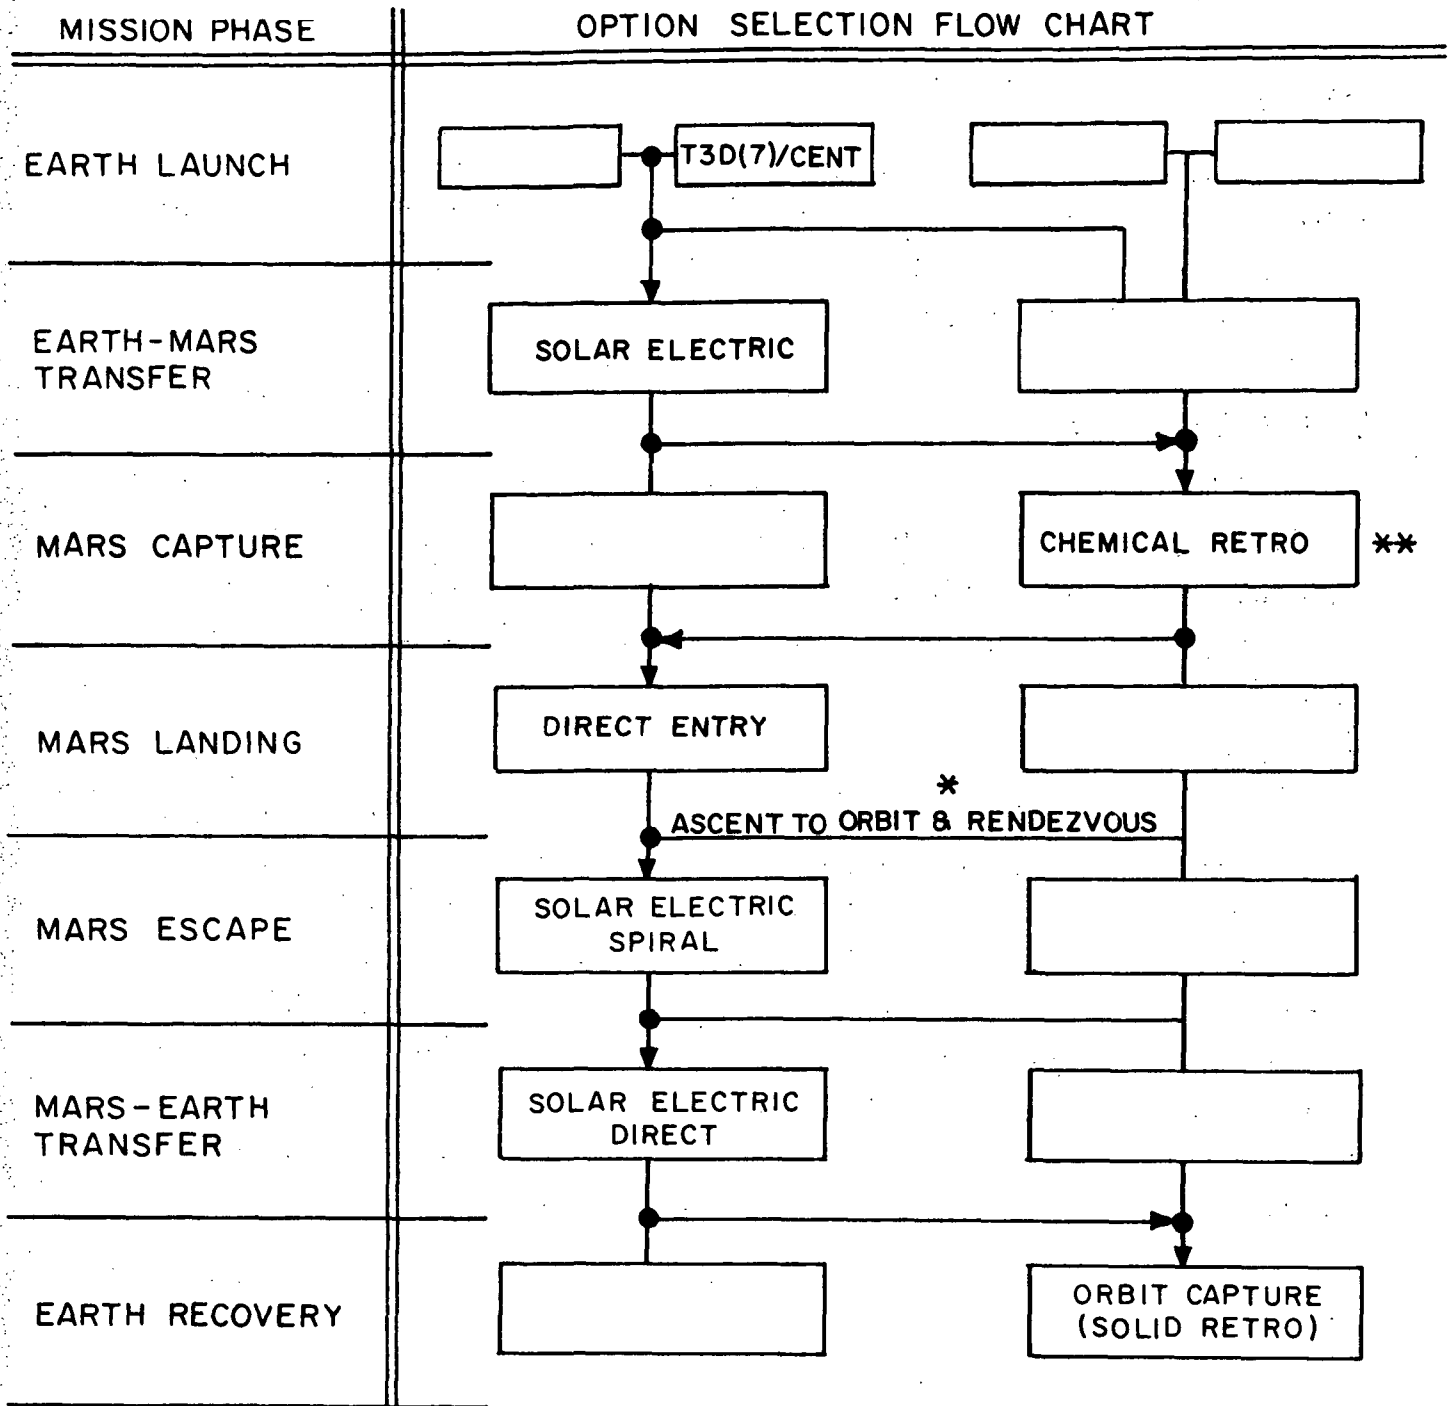 MISSION PHASE
OPTION SELECTION FLOW CHART
EARTH LAUNCH
T3D(7)/CENT
EARTH-MARS
TRANSFER
SOLAR ELECTRIC
MARS CAPTURE
CHEMICAL RETRO
**
MARS LANDING
DIRECT ENTRY
*
ASCENT TO ORBIT & RENDEZVOUS
MARS ESCAPE
SOLAR ELECTRIC
SPIRAL
MARS-EARTH
TRANSFER
SOLAR ELECTRIC
DIRECT
EARTH RECOVERY
ORBIT CAPTURE
(SOLID RETRO)